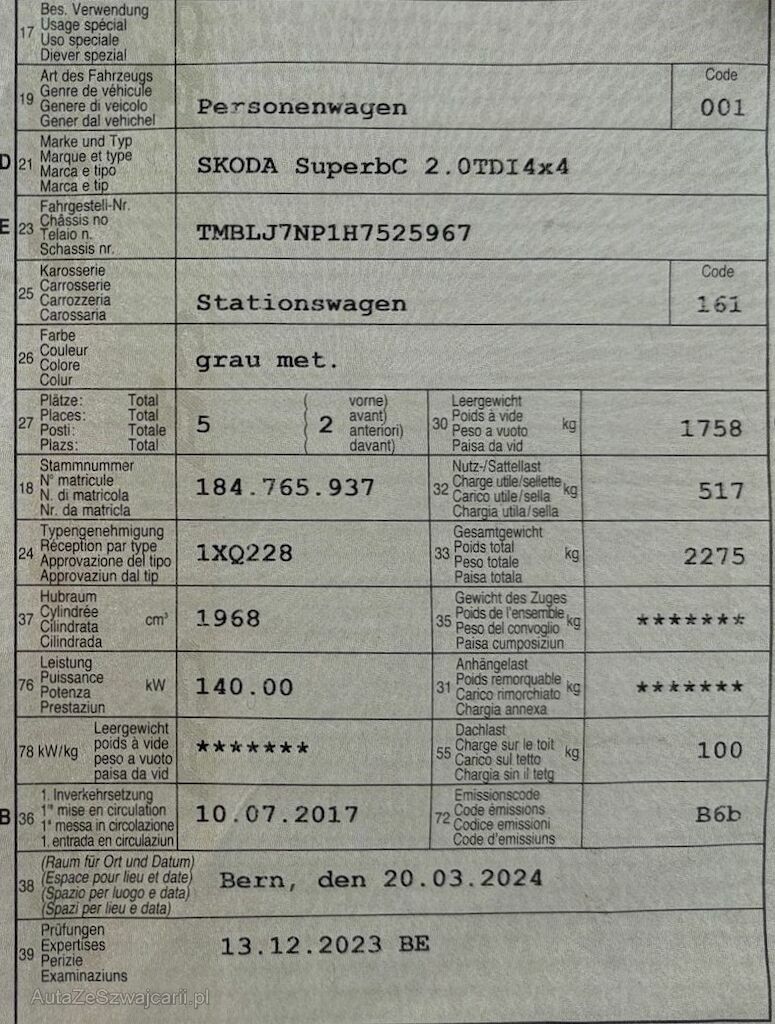 17 Bes. Verwendung
Usage spécial
Uso speciale
Diever spezial
19 Art des Fahrzeugs
Genre de véhicule
Genere di veicolo
Gener dal vehichel
Personenwagen
Code
001
D 21 Marke und Typ
Marque et type
Marca e tipo
Marca e tip
SKODA SuperbC 2.0TDI4x4
E 23 Fahrgestell-Nr.
Châssis no
Telaio n.
Schassis nr.
TMBLJ7NP1H7525967
25 Karosserie
Carrosserie
Carrozzeria
Carossaria
Stationswagen
Code
161
26 Farbe
Couleur
Colore
Colur
grau met.
27 Plätze: Total
Places: Total
Posti: Totale
Plazs: Total
5
( vorne)
( avant)
( anteriori)
( davant)
2
30 Leergewicht
Poids à vide
Peso a vuoto
Paisa da vid
kg
1758
18 Stammnummer
N° matricule
N. di matricola
Nr. da matricla
184.765.937
32 Nutz-/Sattellast
Charge utile/sellette
Carico utile/sella
Chargia utila/sella
kg
517
24 Typengenehmigung
Réception par type
Approvazione del tipo
Approvaziun dal tip
1XQ228
33 Gesamtgewicht
Poids total
Peso totale
Paisa totala
kg
2275
37 Hubraum
Cylindrée
Cilindrata
Cilindrada
cm³
1968
35 Gewicht des Zuges
Poids de l'ensemble
Peso del convoglio
Paisa cumposiziun
kg
*******
76 Leistung
Puissance
Potenza
Prestaziun
kW
140.00
31 Anhängelast
Poids remorquable
Carico rimorchiato
Chargia annexa
kg
*******
78 kW/kg
Leergewicht
poids à vide
peso a vuoto
paisa da vid
*******
55 Dachlast
Charge sur le toit
Carico sul tetto
Chargia sin il tetg
kg
100
B 36 1. Inverkehrsetzung
1re mise en circulation
1a messa in circolazione
1. entrada en circulaziun
10.07.2017
72 Emissionscode
Code émissions
Codice emissioni
Code d'emissiuns
B6b
38 (Raum für Ort und Datum)
(Espace pour lieu et date)
(Spazio per luogo e data)
(Spazi per lieu e data)
Bern, den 20.03.2024
39 Prüfungen
Expertises
Perizie
Examinaziuns
13.12.2023 BE
AutaZeSzwajcarii.pl